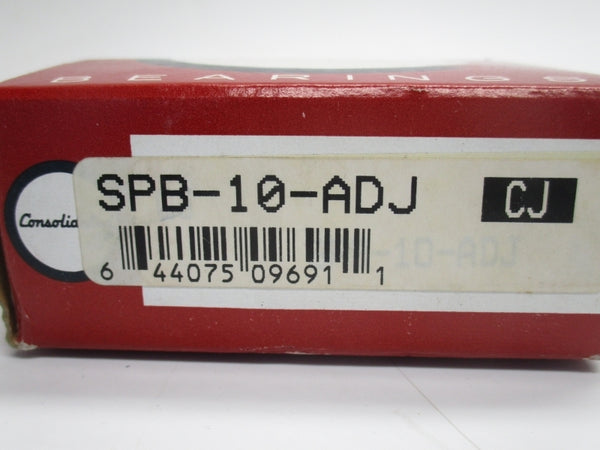 BEARINGS
Consolid
SPB-10-ADJ
CJ
-10-ADJ
6 44075 09691 1